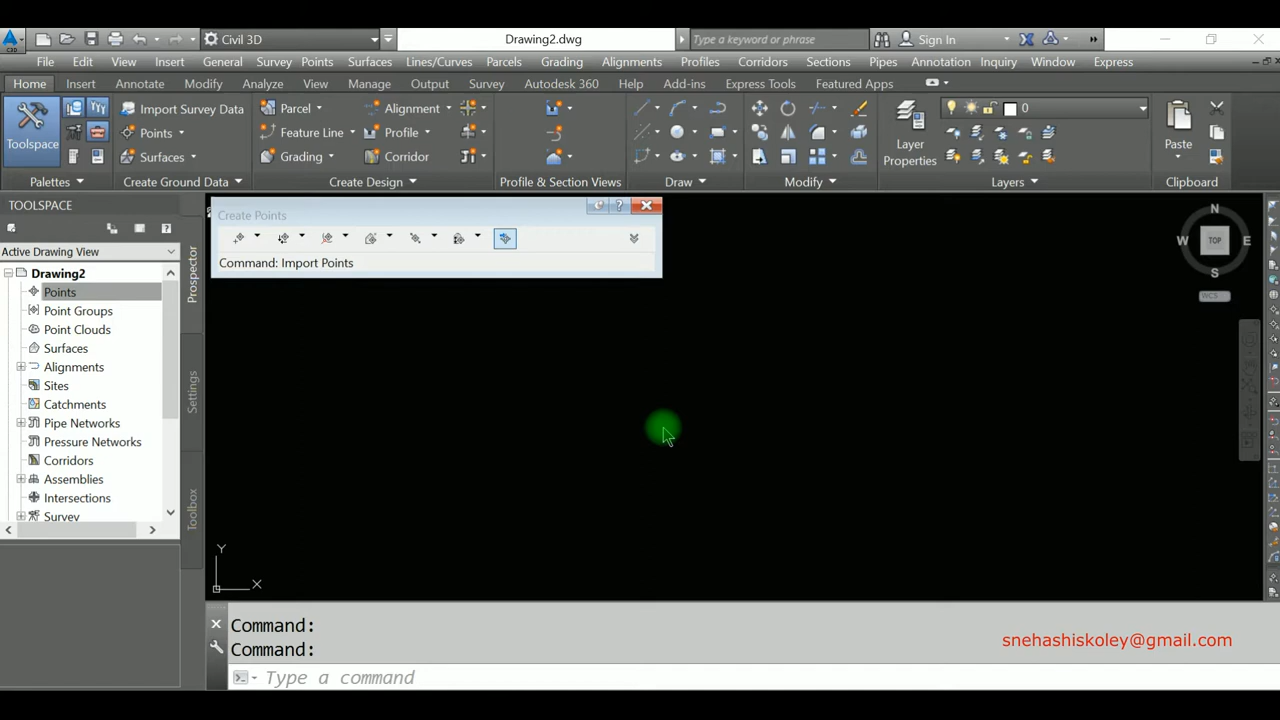 C3D
Civil 3D
Drawing2.dwg
Type a keyword or phrase
Sign In
File Edit View Insert General Survey Points Surfaces Lines/Curves Parcels Grading Alignments Profiles Corridors Sections Pipes Annotation Inquiry Window Express
Home Insert Annotate Modify Analyze View Manage Output Survey Autodesk 360 Help Add-ins Express Tools Featured Apps
Import Survey Data Parcel Alignment 0
Toolspace Points Feature Line Profile Layer Properties Paste
Surfaces Grading Corridor
Palettes Create Ground Data Create Design Profile & Section Views Draw Modify Layers Clipboard
TOOLSPACE
Active Drawing View
Drawing2
Points
Point Groups
Point Clouds
Surfaces
Alignments
Sites
Catchments
Pipe Networks
Pressure Networks
Corridors
Assemblies
Intersections
Survey
Prospector
Settings
Toolbox
Create Points
Command: Import Points
N
W TOP E
S
WCS
Y
X
Command:
Command:
Type a command
snehashiskoley@gmail.com